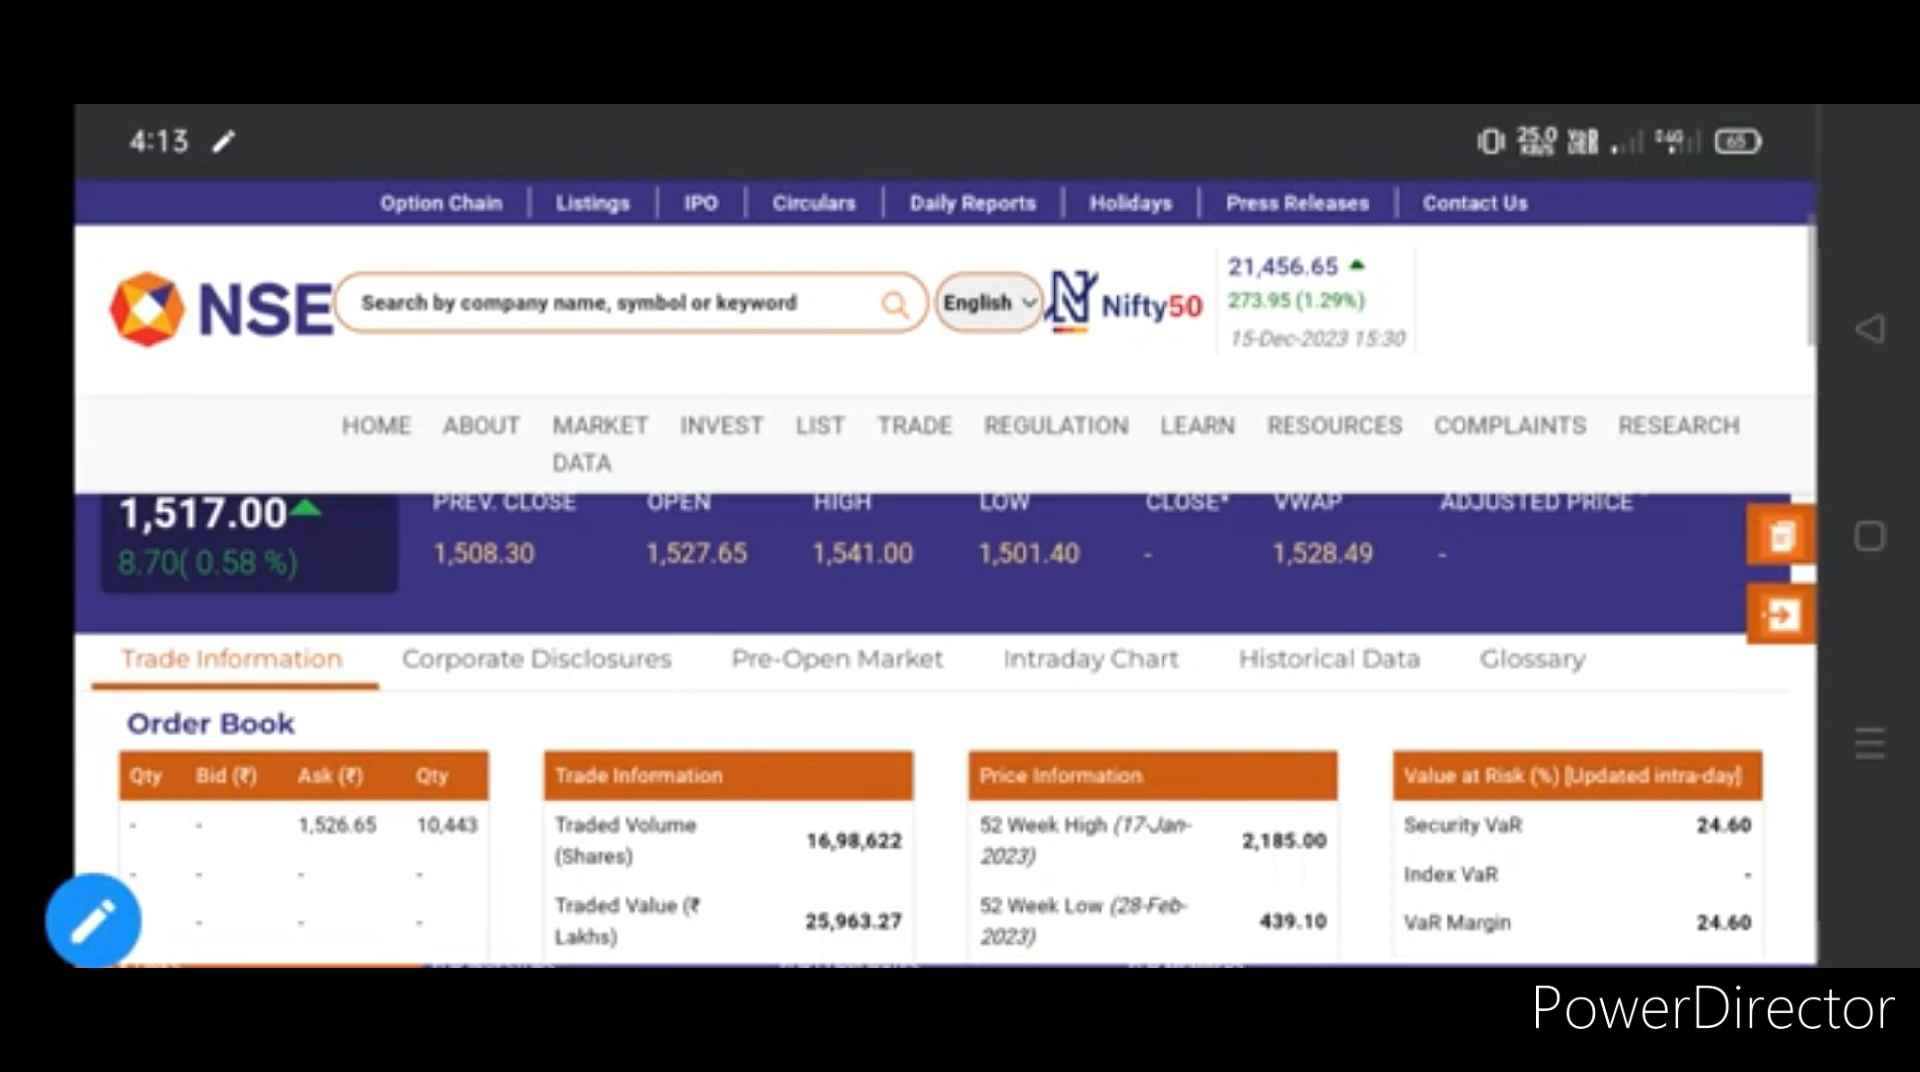 4:13
25.0 KB/S
4G
65
Option Chain | Listings | IPO | Circulars | Daily Reports | Holidays | Press Releases | Contact Us
NSE
Search by company name, symbol or keyword
English
Nifty50
21,456.65
273.95 (1.29%)
15-Dec-2023 15:30
HOME ABOUT MARKET DATA INVEST LIST TRADE REGULATION LEARN RESOURCES COMPLAINTS RESEARCH
1,517.00
8.70( 0.58 %)
PREV. CLOSE OPEN HIGH LOW CLOSE* VWAP ADJUSTED PRICE
1,508.30 1,527.65 1,541.00 1,501.40 - 1,528.49 -
Trade Information Corporate Disclosures Pre-Open Market Intraday Chart Historical Data Glossary
Order Book
Qty Bid (₹) Ask (₹) Qty
- - 1,526.65 10,443
- - - -
- - -
Trade Information
Traded Volume (Shares) 16,98,622
Traded Value (₹ Lakhs) 25,963.27
Price Information
52 Week High (17-Jan-2023) 2,185.00
52 Week Low (28-Feb-2023) 439.10
Value at Risk (%) [Updated intra-day]
Security VaR 24.60
Index VaR -
VaR Margin 24.60
PowerDirector